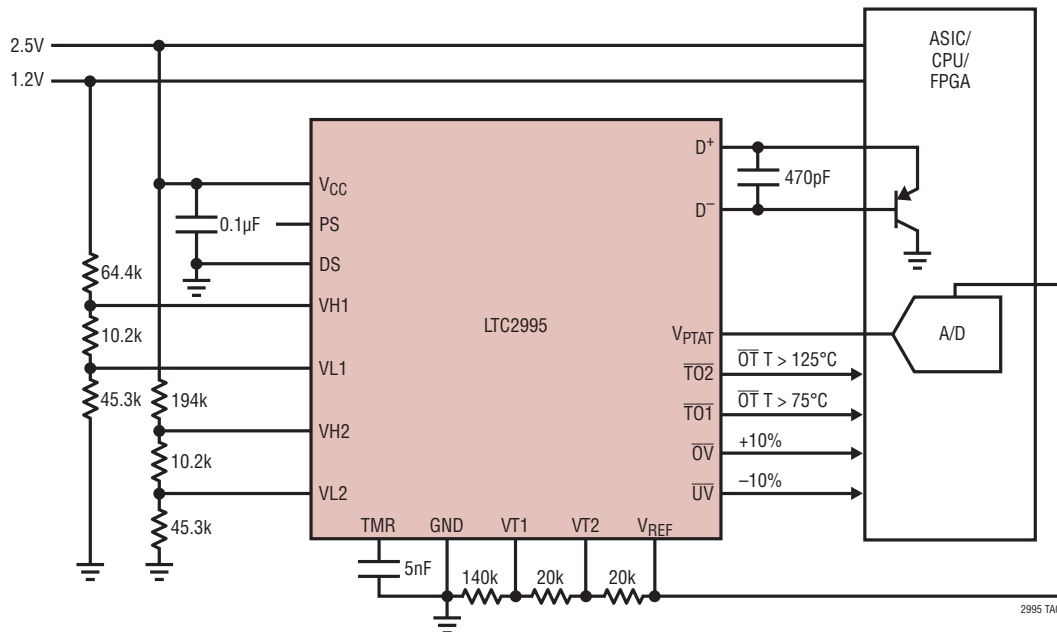 2.5V
1.2V
ASIC/
CPU/
FPGA
D+
470pF
D−
VCC
0.1µF
PS
DS
64.4k
VH1
LTC2995
10.2k
VPTAT
A/D
VL1
TO2
OT T > 125°C
45.3k
194k
TO1
OT T > 75°C
VH2
OV
+10%
10.2k
VL2
UV
–10%
45.3k
TMR
GND
VT1
VT2
VREF
5nF
140k
20k
20k